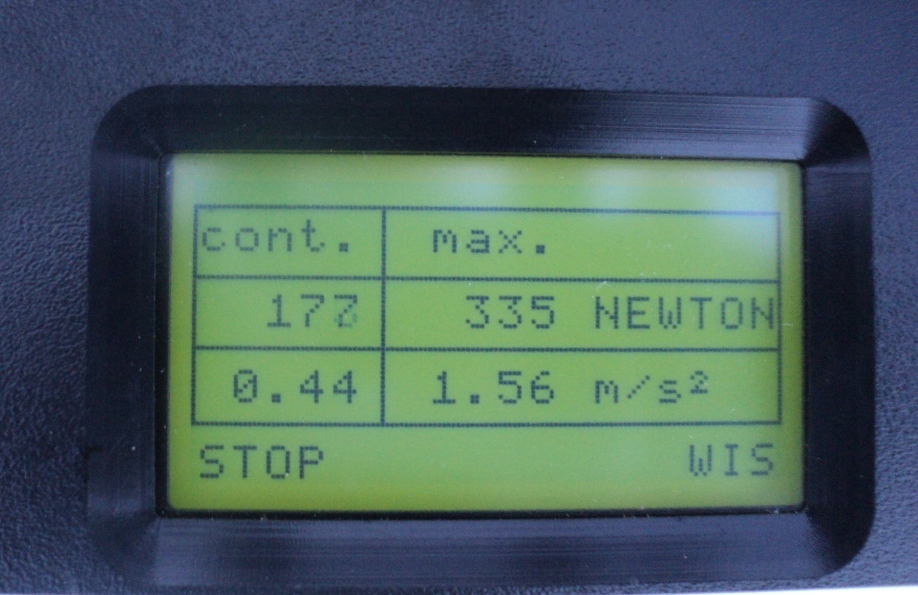 cont. max.
335 NEWTON
0.44 1.56 m/s²
STOP WIS